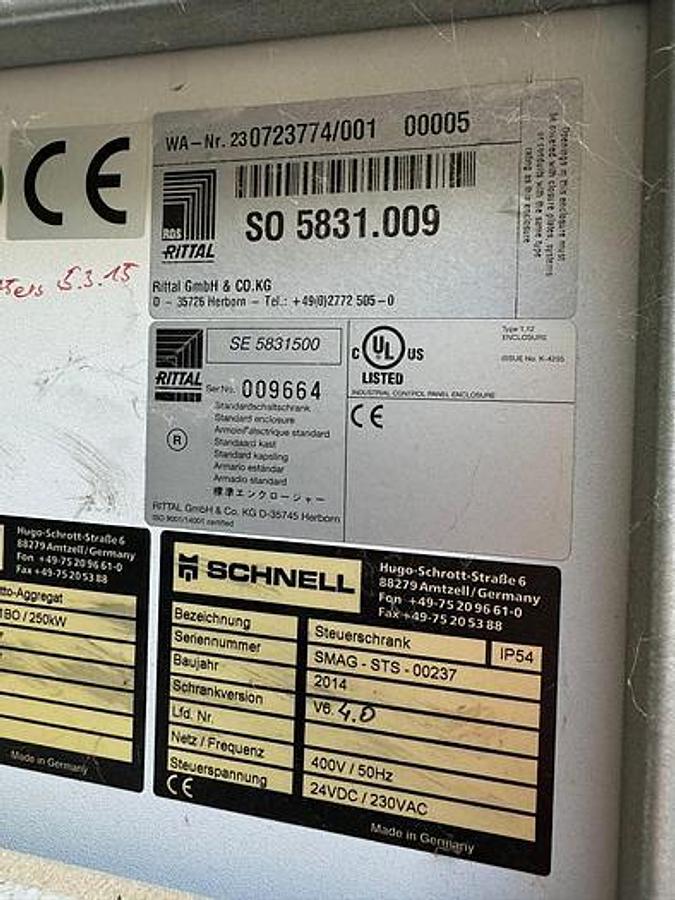 CE
5.3.15
WA-Nr. 230723774/001 00005
RDS
RITTAL
SO 5831.009
Rittal GmbH & CO.KG
D - 35726 Herborn - Tel.: +49(0)2772 505-0
Openings in this enclosure must
be covered with closure plates, systems
or conduits with the same type
rating as this enclosure
RITTAL
SE 5831500
Ser No. 009664
R
Standardschaltschrank
Standard enclosure
Armoire électrique standard
Standaard kast
Standard kapsling
Armario estándar
Armadio standard
標準エンクロージャー
RITTAL GmbH & Co. KG D-35745 Herborn
ISO 9001/14001 certified
C UL US
LISTED
Type 1,12
ENCLOSURE
ISSUE No. K-4295
INDUSTRIAL CONTROL PANEL ENCLOSURE
CE
Hugo-Schrott-Straße 6
88279 Amtzell/Germany
Fon +49-75 20 96 61-0
Fax +49-75 20 53 88
tto-Aggregat
180 / 250kW
Made in Germany
SCHNELL
Hugo-Schrott-Straße 6
88279 Amtzell/Germany
Fon +49-75 20 96 61-0
Fax +49-75 20 53 88
Bezeichnung Steuerschrank IP54
Seriennummer SMAG - STS - 00237
Baujahr 2014
Schrankversion V6.4.0
Lfd. Nr.
Netz / Frequenz 400V / 50Hz
Steuerspannung 24VDC / 230VAC
CE
Made in Germany